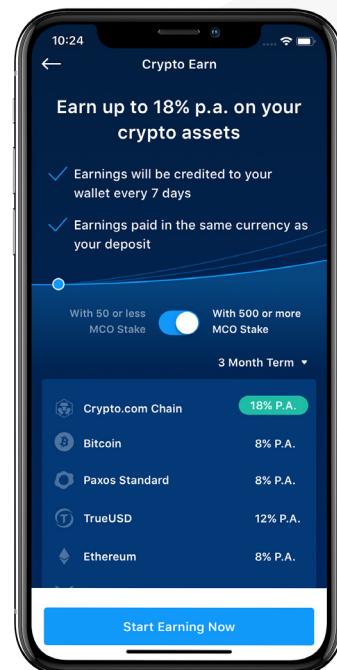 10:24
Crypto Earn
Earn up to 18% p.a. on your
crypto assets
Earnings will be credited to your
wallet every 7 days
Earnings paid in the same currency as
your deposit
With 50 or less
MCO Stake
With 500 or more
MCO Stake
3 Month Term
Crypto.com Chain 18% P.A.
Bitcoin 8% P.A.
Paxos Standard 8% P.A.
TrueUSD 12% P.A.
Ethereum 8% P.A.
Start Earning Now